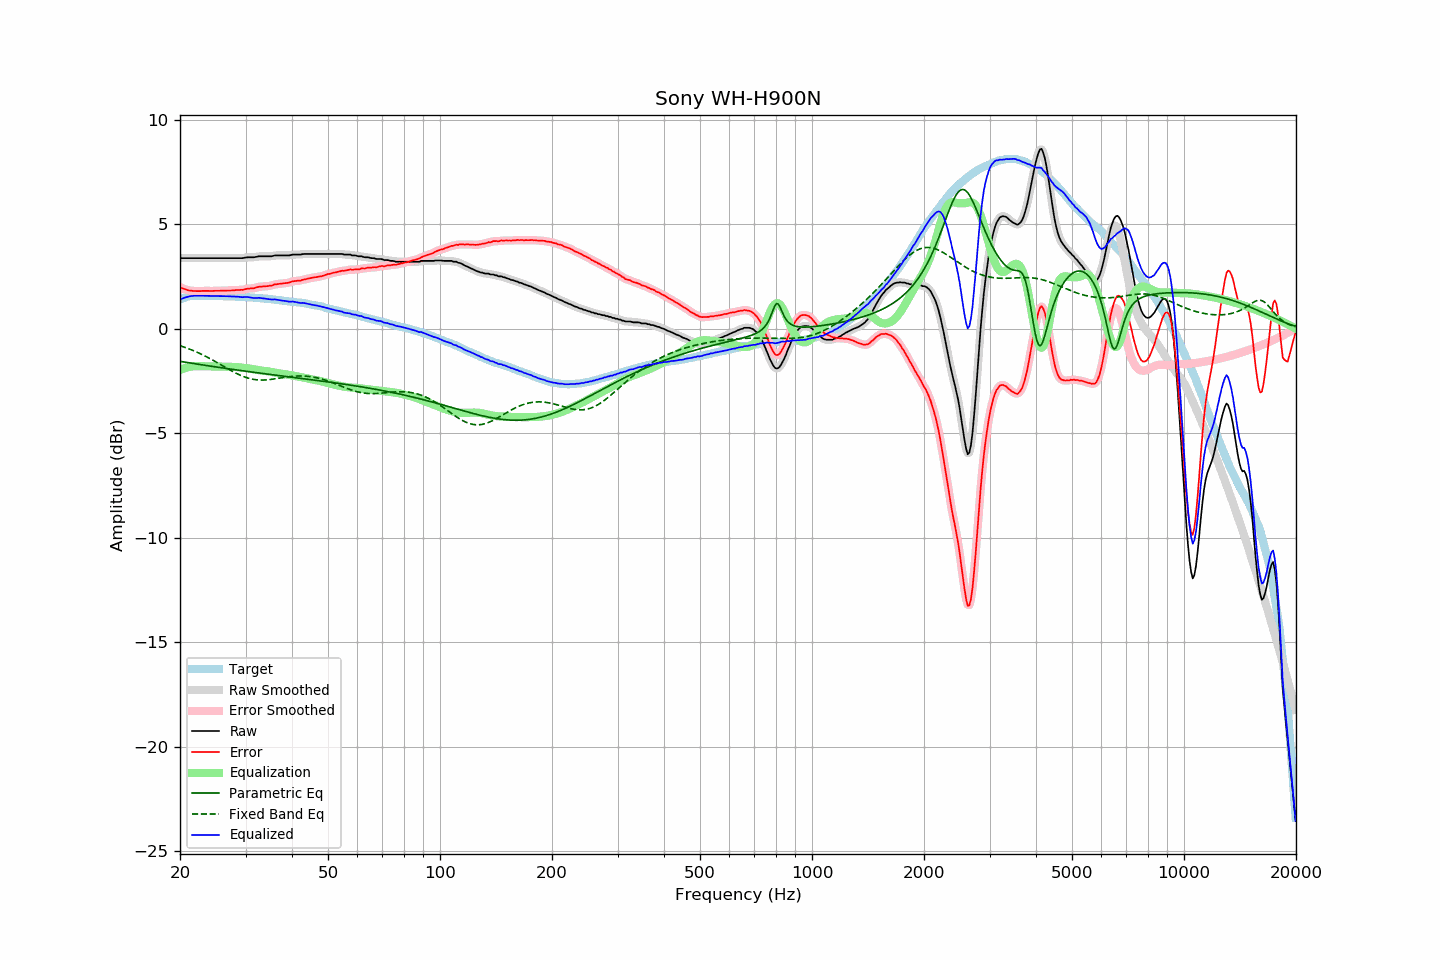 Sony WH-H900N
10
5
0
−5
−10
−15
−20
−25
Amplitude (dBr)
Target
Raw Smoothed
Error Smoothed
Raw
Error
Equalization
Parametric Eq
Fixed Band Eq
Equalized
20 50 100 200 500 1000 2000 5000 10000 20000
Frequency (Hz)